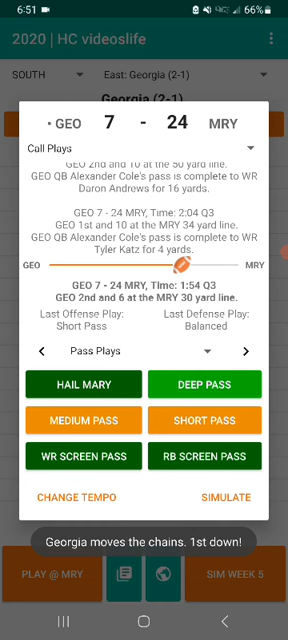 6:51
66%
2020 | HC videoslife
SOUTH
East: Georgia (2-1)
Georgia (2-1)
• GEO 7 - 24 MRY
Call Plays
GEO 2nd and 10 at the 50 yard line.
GEO QB Alexander Cole's pass is complete to WR
Daron Andrews for 16 yards.
GEO 7 - 24 MRY, Time: 2:04 Q3
GEO 1st and 10 at the MRY 34 yard line.
GEO QB Alexander Cole's pass is complete to WR
Tyler Katz for 4 yards.
GEO MRY
GEO 7 - 24 MRY, Time: 1:54 Q3
GEO 2nd and 6 at the MRY 30 yard line.
Last Offense Play: Last Defense Play:
Short Pass Balanced
< Pass Plays >
HAIL MARY DEEP PASS
MEDIUM PASS SHORT PASS
WR SCREEN PASS RB SCREEN PASS
CHANGE TEMPO SIMULATE
Georgia moves the chains. 1st down!
PLAY @ MRY SIM WEEK 5